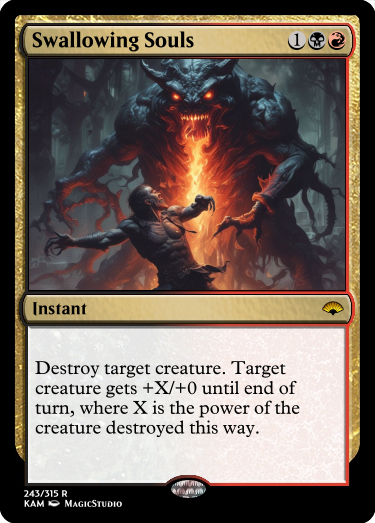 Swallowing Souls 1
Instant
Destroy target creature. Target
creature gets +X/+0 until end of
turn, where X is the power of the
creature destroyed this way.
243/315 R
KAM MagicStudio